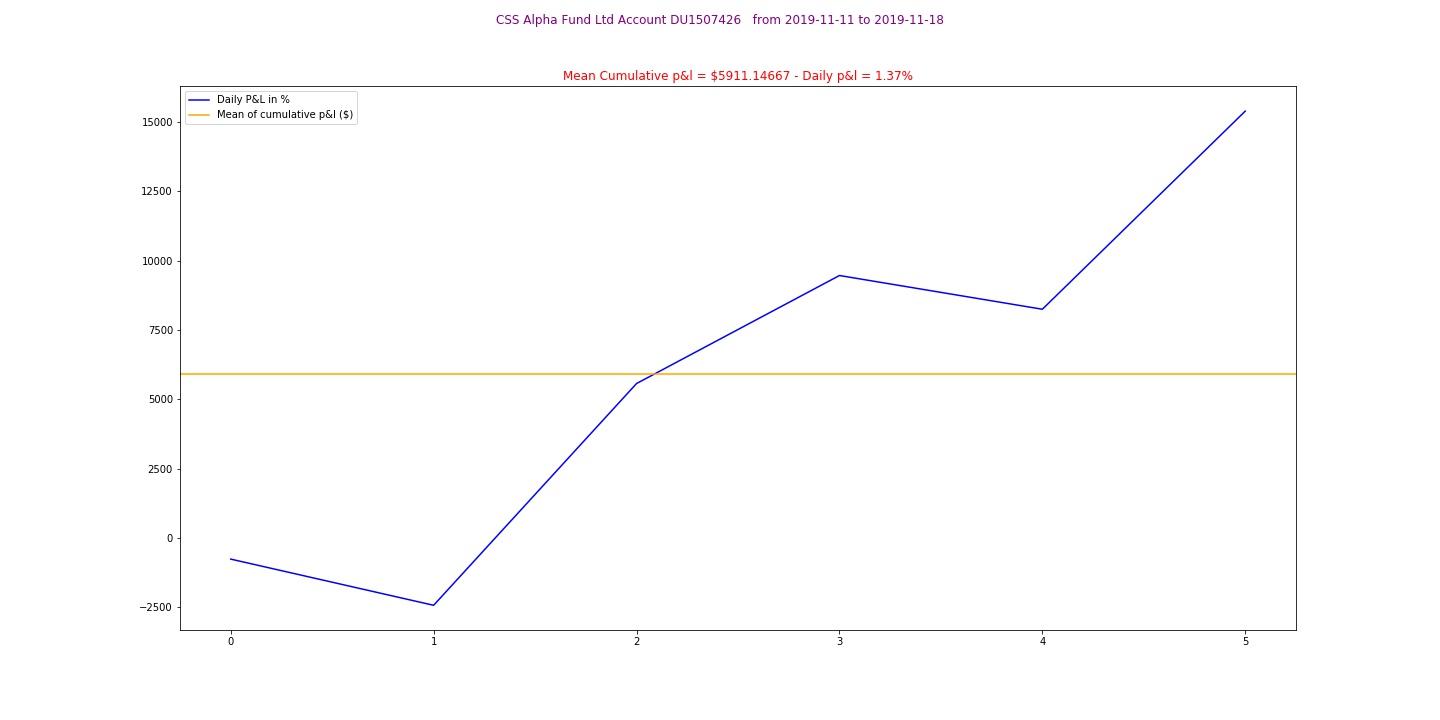 CSS Alpha Fund Ltd Account DU1507426   from 2019-11-11 to 2019-11-18
Mean Cumulative p&l = $5911.14667 - Daily p&l = 1.37%
Daily P&L in %
Mean of cumulative p&l ($)
15000
12500
10000
7500
5000
2500
0
−2500
0 1 2 3 4 5